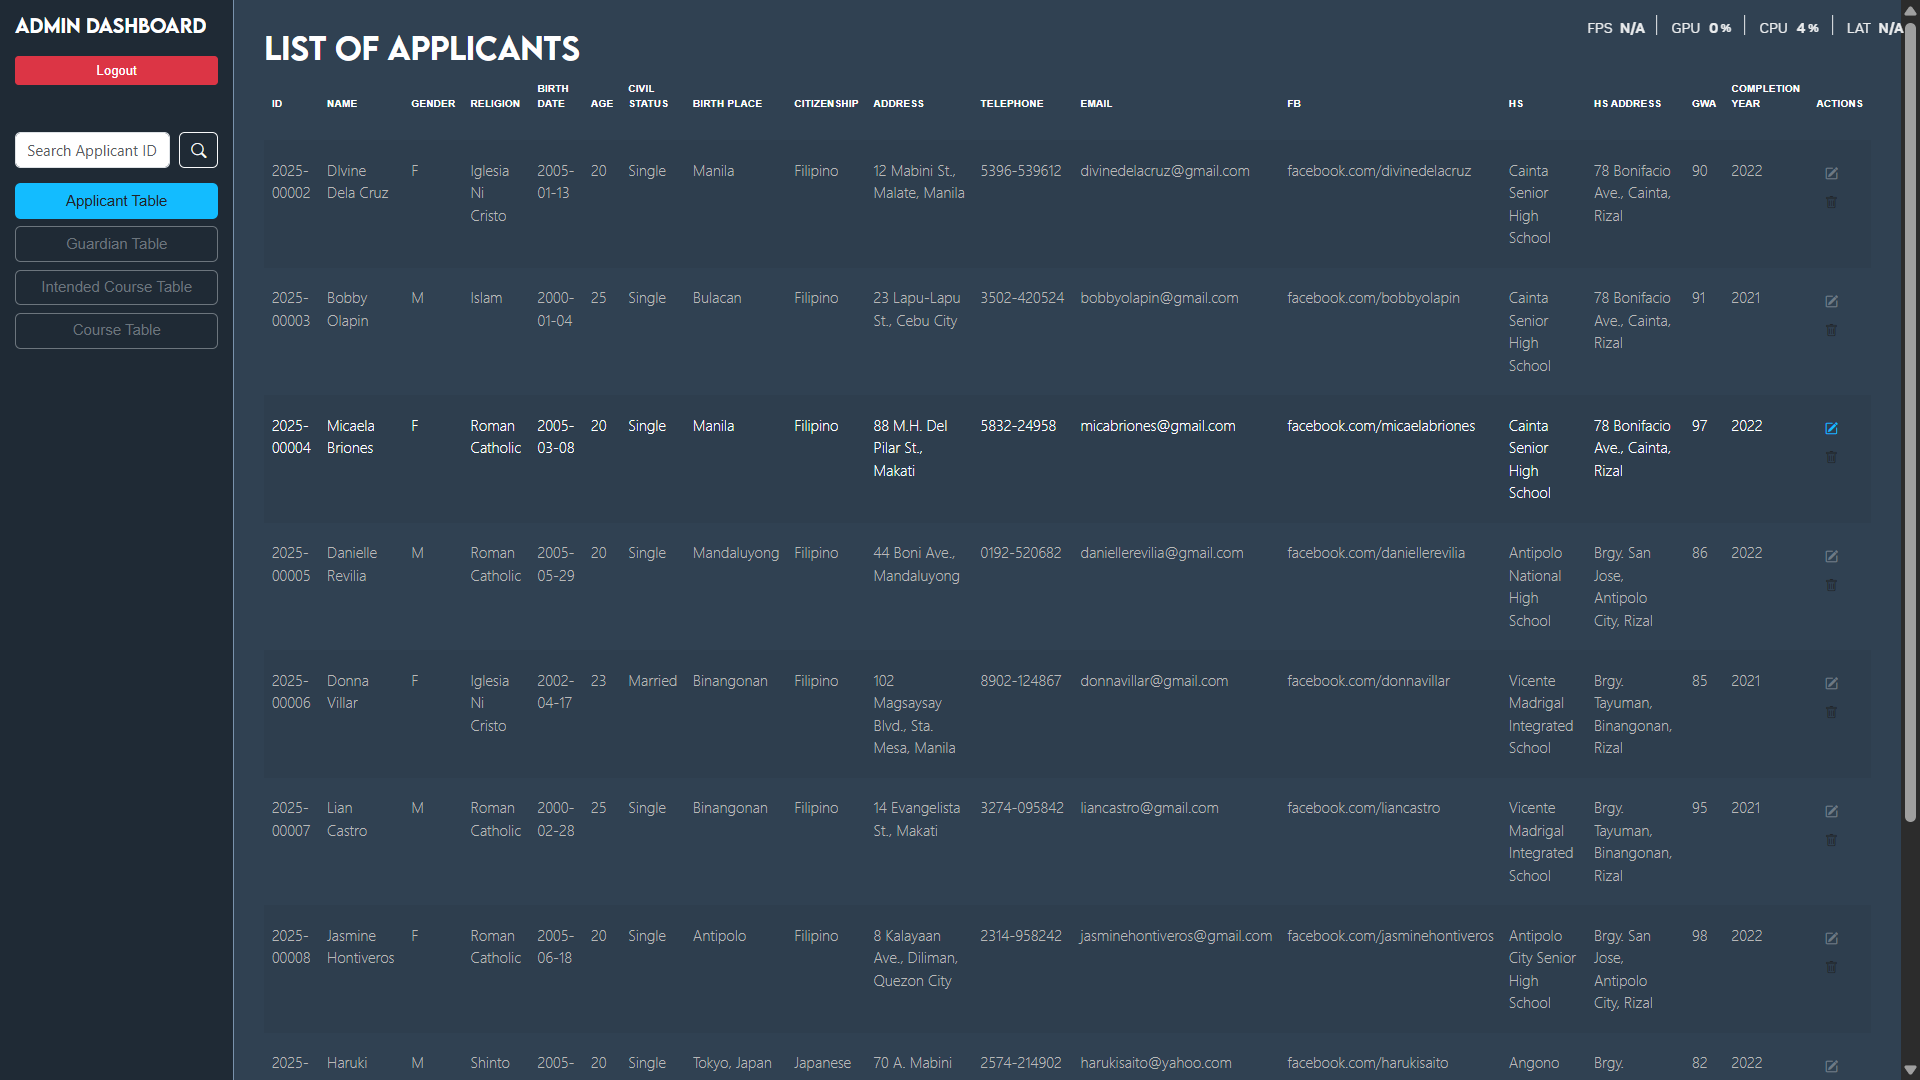 ADMIN DASHBOARD
Logout
Search Applicant ID
Applicant Table
Guardian Table
Intended Course Table
Course Table
FPS N/A GPU 0% CPU 4% LAT N/A
LIST OF APPLICANTS
ID NAME GENDER RELIGION BIRTH DATE AGE CIVIL STATUS BIRTH PLACE CITIZENSHIP ADDRESS TELEPHONE EMAIL FB HS HS ADDRESS GWA COMPLETION YEAR ACTIONS
2025- DIvine F Iglesia 2005- 20 Single Manila Filipino 12 Mabini St., 5396-539612 divinedelacruz@gmail.com facebook.com/divinedelacruz Cainta 78 Bonifacio 90 2022
00002 Dela Cruz Ni 01-13 Malate, Manila Senior Ave., Cainta,
Cristo High Rizal
School
2025- Bobby M Islam 2000- 25 Single Bulacan Filipino 23 Lapu-Lapu 3502-420524 bobbyolapin@gmail.com facebook.com/bobbyolapin Cainta 78 Bonifacio 91 2021
00003 Olapin 01-04 St., Cebu City Senior Ave., Cainta,
High Rizal
School
2025- Micaela F Roman 2005- 20 Single Manila Filipino 88 M.H. Del 5832-24958 micabriones@gmail.com facebook.com/micaelabriones Cainta 78 Bonifacio 97 2022
00004 Briones Catholic 03-08 Pilar St., Senior Ave., Cainta,
Makati High Rizal
School
2025- Danielle M Roman 2005- 20 Single Mandaluyong Filipino 44 Boni Ave., 0192-520682 daniellerevilia@gmail.com facebook.com/daniellerevilia Antipolo Brgy. San 86 2022
00005 Revilia Catholic 05-29 Mandaluyong National Jose,
High Antipolo
School City, Rizal
2025- Donna F Iglesia 2002- 23 Married Binangonan Filipino 102 8902-124867 donnavillar@gmail.com facebook.com/donnavillar Vicente Brgy. 85 2021
00006 Villar Ni 04-17 Magsaysay Madrigal Tayuman,
Cristo Blvd., Sta. Integrated Binangonan,
Mesa, Manila School Rizal
2025- Lian M Roman 2000- 25 Single Binangonan Filipino 14 Evangelista 3274-095842 liancastro@gmail.com facebook.com/liancastro Vicente Brgy. 95 2021
00007 Castro Catholic 02-28 St., Makati Madrigal Tayuman,
Integrated Binangonan,
School Rizal
2025- Jasmine F Roman 2005- 20 Single Antipolo Filipino 8 Kalayaan 2314-958242 jasminehontiveros@gmail.com facebook.com/jasminehontiveros Antipolo Brgy. San 98 2022
00008 Hontiveros Catholic 06-18 Ave., Diliman, City Senior Jose,
Quezon City High Antipolo
School City, Rizal
2025- Haruki M Shinto 2005- 20 Single Tokyo, Japan Japanese 70 A. Mabini 2574-214902 harukisaito@yahoo.com facebook.com/harukisaito Angono Brgy. 82 2022